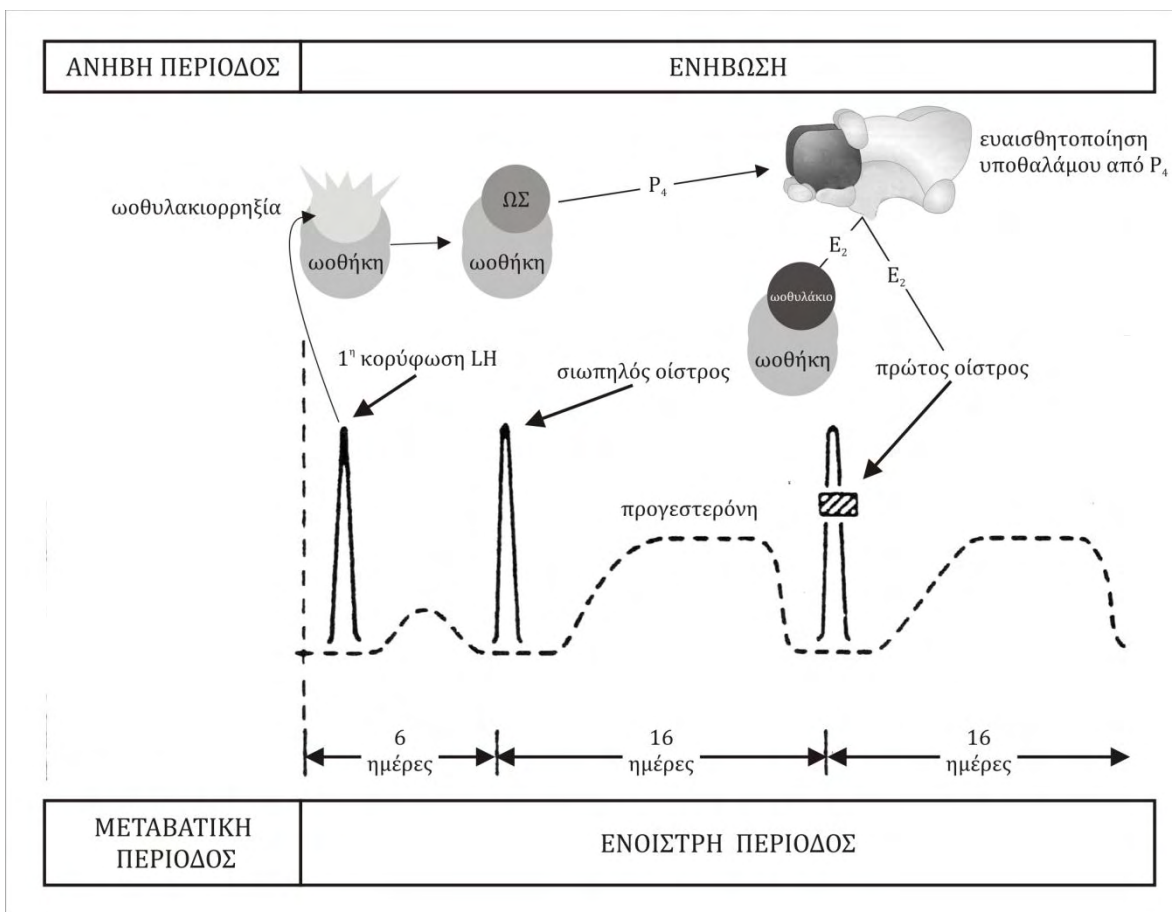 ΑΝΗΒΗ ΠΕΡΙΟΔΟΣ
ΕΝΗΒΩΣΗ
ευαισθητοποίηση
υποθαλάμου από P₄
ωοθυλακιορρηξία
ΩΣ
P₄
ωοθήκη
ωοθήκη
E₂
E₂
ωοθυλάκιο
ωοθήκη
1η κορύφωση LH
σιωπηλός οίστρος
πρώτος οίστρος
προγεστερόνη
6
ημέρες
16
ημέρες
16
ημέρες
ΜΕΤΑΒΑΤΙΚΗ
ΠΕΡΙΟΔΟΣ
ΕΝΟΙΣΤΡΗ ΠΕΡΙΟΔΟΣ